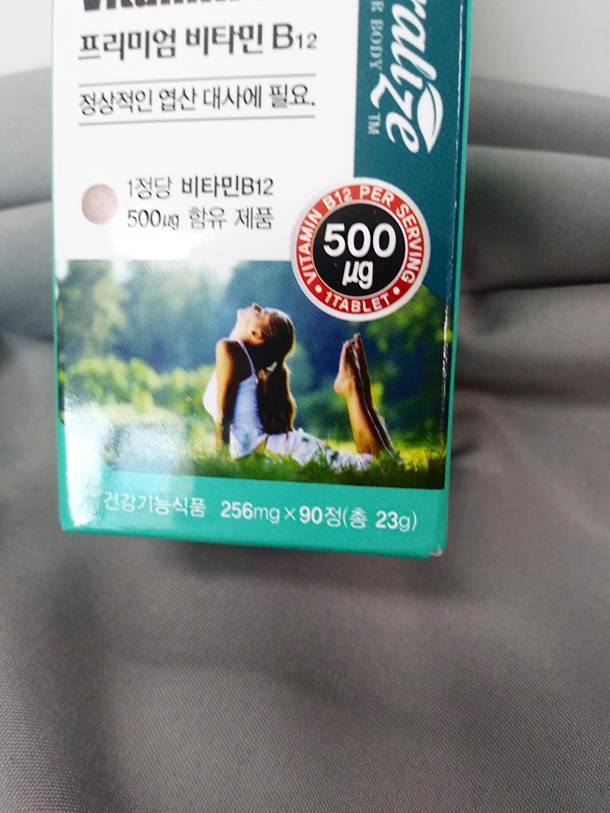 프리미엄 비타민 B12
정상적인 엽산 대사에 필요.
1정당 비타민B12
500μg 함유 제품
VITAMIN B12 PER SERVING
500
μg
• 1TABLET •
건강기능식품 256mg×90정(총 23g)
BODY
TM